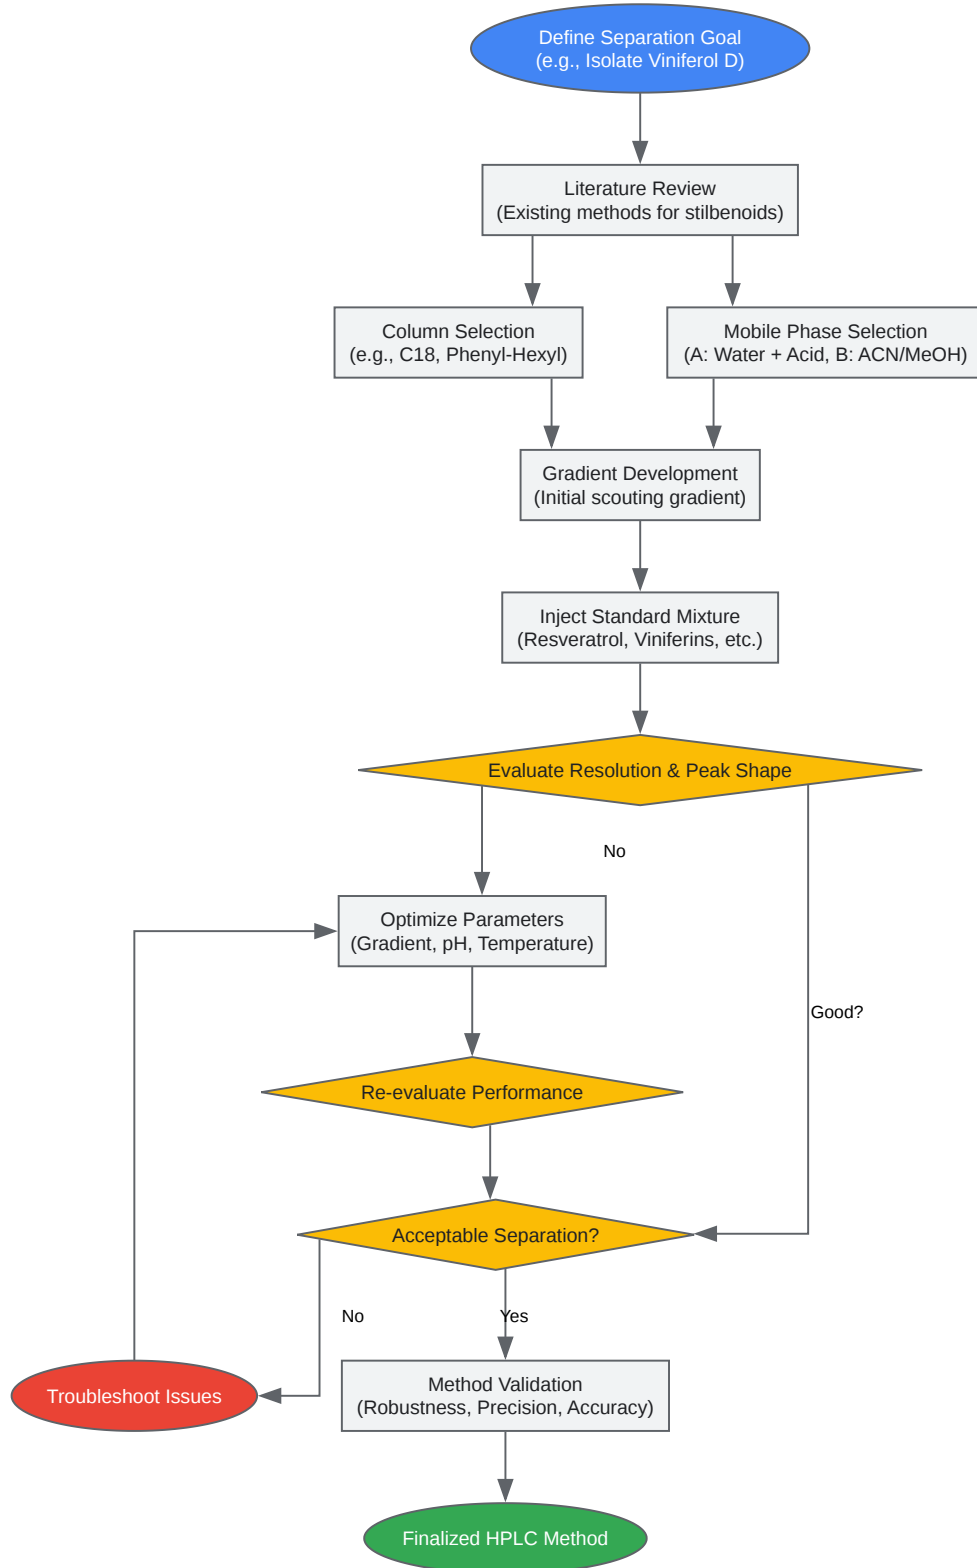 Define Separation Goal
(e.g., Isolate Viniferol D)
Literature Review
(Existing methods for stilbenoids)
Column Selection
(e.g., C18, Phenyl-Hexyl)
Mobile Phase Selection
(A: Water + Acid, B: ACN/MeOH)
Gradient Development
(Initial scouting gradient)
Inject Standard Mixture
(Resveratrol, Viniferins, etc.)
Evaluate Resolution & Peak Shape
No
Optimize Parameters
(Gradient, pH, Temperature)
Good?
Re-evaluate Performance
Acceptable Separation?
No
Yes
Troubleshoot Issues
Method Validation
(Robustness, Precision, Accuracy)
Finalized HPLC Method